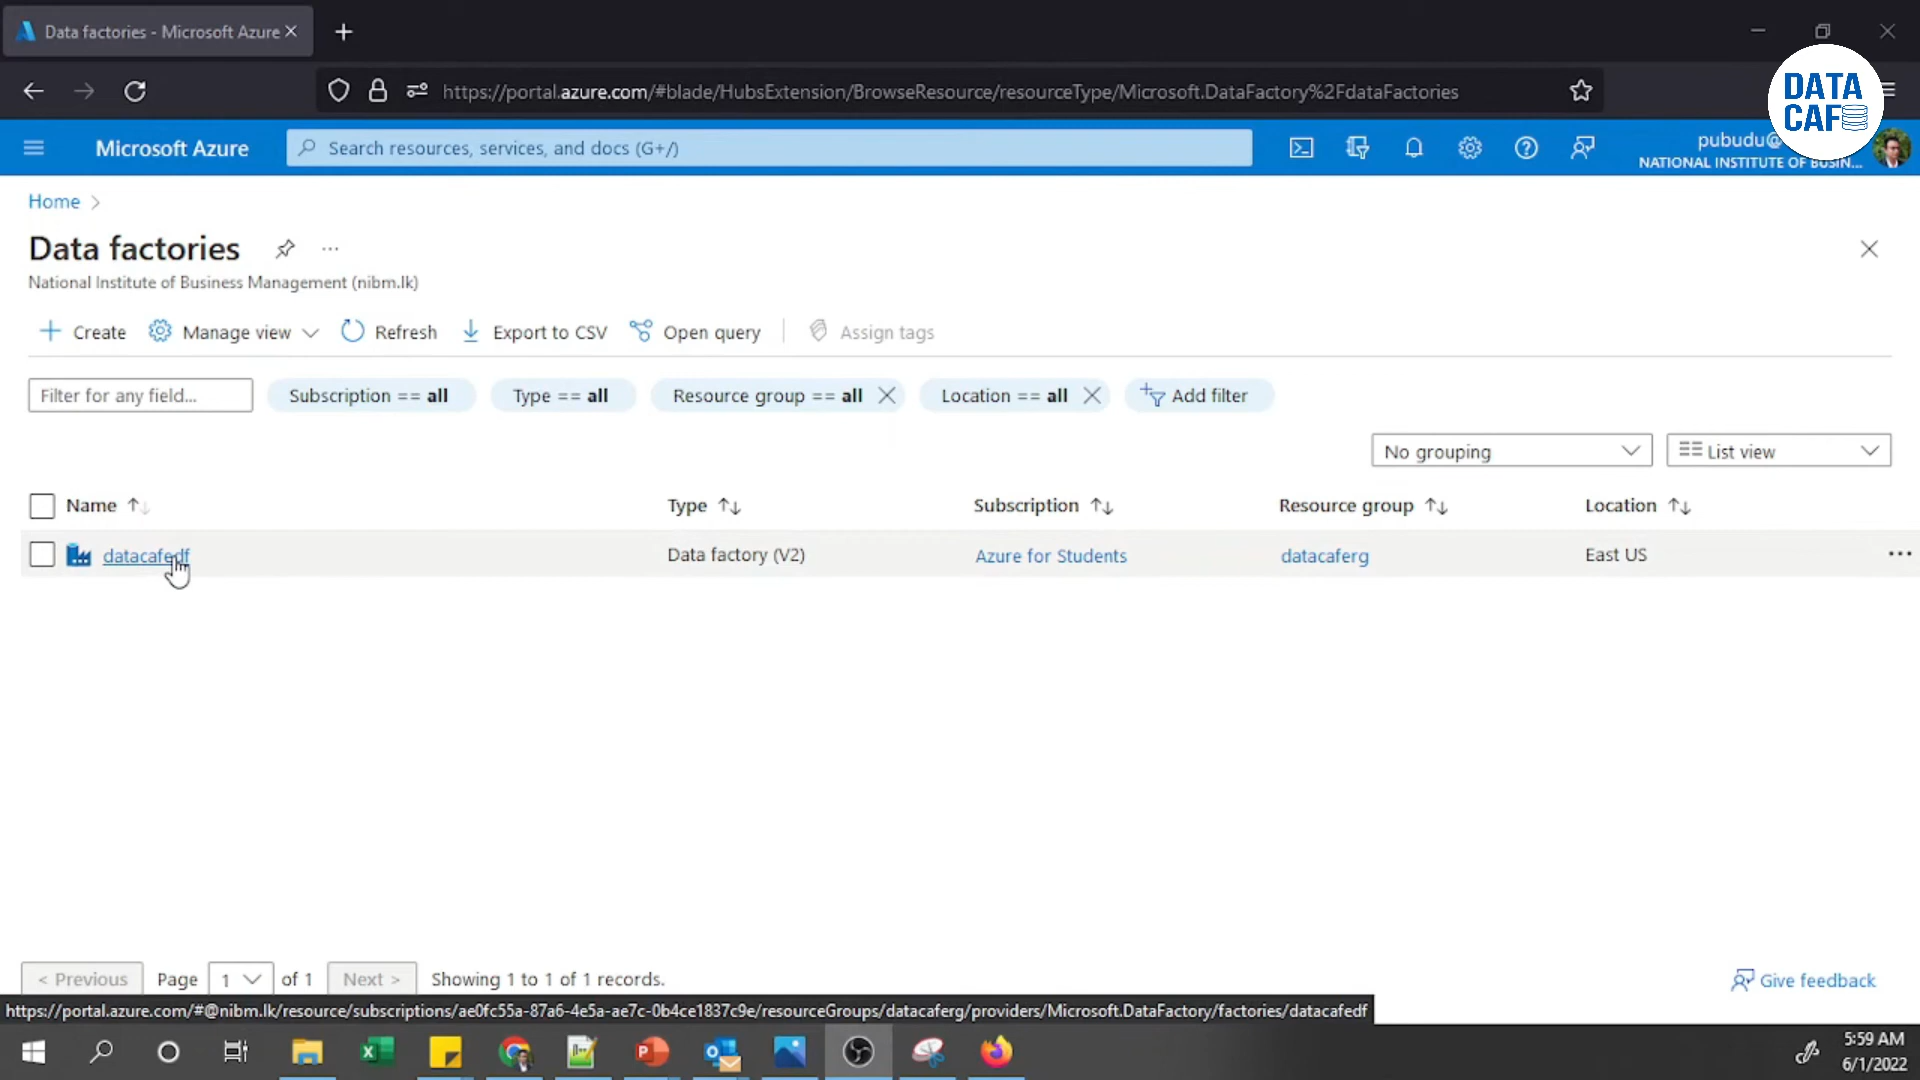 Data factories - Microsoft Azure
https://portal.azure.com/#blade/HubsExtension/BrowseResource/resourceType/Microsoft.DataFactory%2FdataFactories
DATA
CAF
Microsoft Azure
Search resources, services, and docs (G+/)
pubudu@
NATIONAL INSTITUTE OF BUSIN...
Home >
Data factories
...
National Institute of Business Management (nibm.lk)
+ Create
Manage view
Refresh
Export to CSV
Open query
Assign tags
Filter for any field...
Subscription == all
Type == all
Resource group == all
Location == all
Add filter
No grouping
List view
Name
Type
Subscription
Resource group
Location
datacafedf
Data factory (V2)
Azure for Students
datacaferg
East US
...
< Previous
Page
1
of 1
Next >
Showing 1 to 1 of 1 records.
Give feedback
https://portal.azure.com/#@nibm.lk/resource/subscriptions/ae0fc55a-87a6-4e5a-ae7c-0b4ce1837c9e/resourceGroups/datacaferg/providers/Microsoft.DataFactory/factories/datacafedf
5:59 AM
6/1/2022